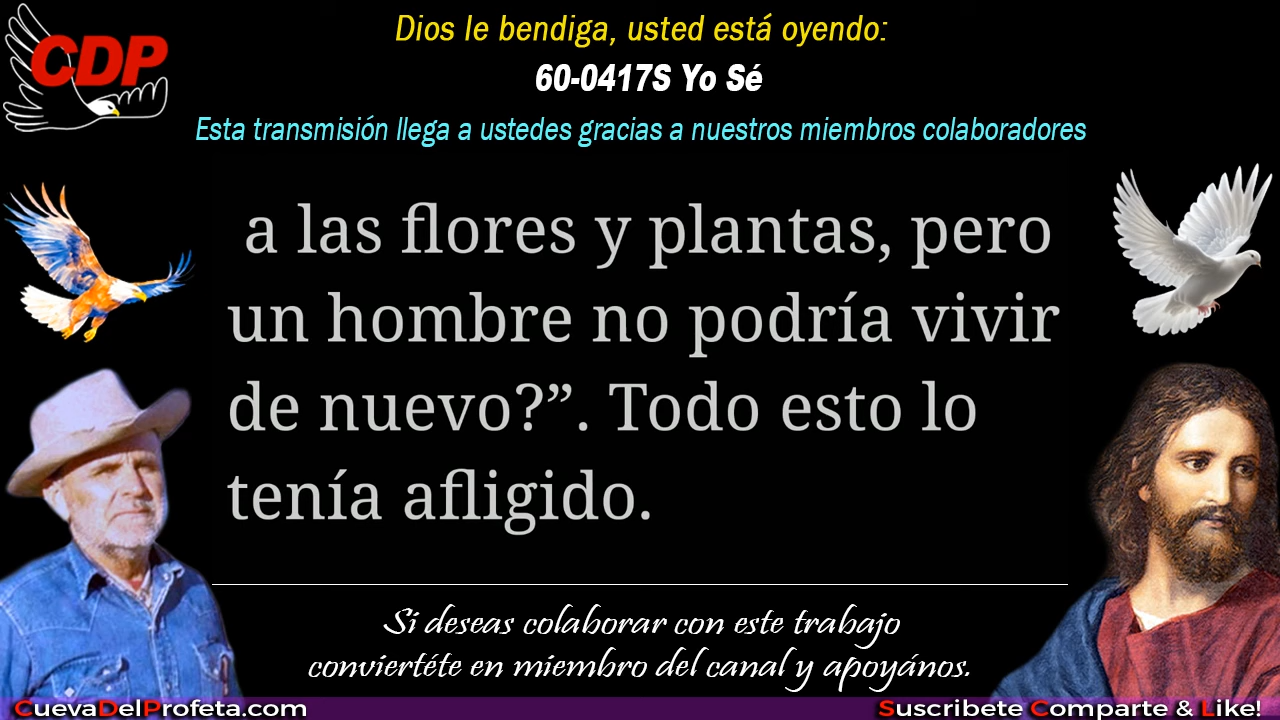 CDP
Dios le bendiga, usted está oyendo:
60-0417S Yo Sé
Esta transmisión llega a ustedes gracias a nuestros miembros colaboradores
a las flores y plantas, pero
un hombre no podría vivir
de nuevo?”. Todo esto lo
tenía afligido.
Si deseas colaborar con este trabajo
conviertéte en miembro del canal y apoyános.
CuevaDelProfeta.com
Suscribete Comparte & Like!